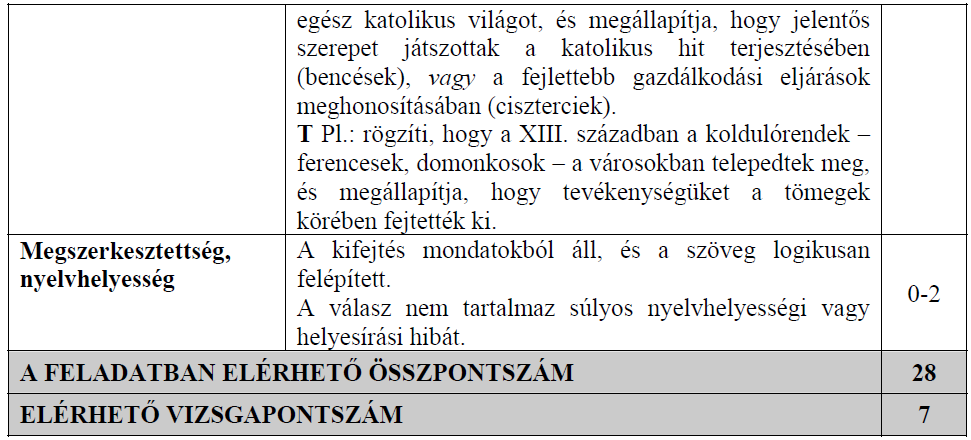 egész katolikus világot, és megállapítja, hogy jelentős
szerepet játszottak a katolikus hit terjesztésében
(bencések), vagy a fejlettebb gazdálkodási eljárások
meghonosításában (ciszterciek).
T Pl.: rögzíti, hogy a XIII. században a koldulórendek –
ferencesek, domonkosok – a városokban telepedtek meg,
és megállapítja, hogy tevékenységüket a tömegek
körében fejtették ki.
Megszerkesztettség,
nyelvhelyesség
A kifejtés mondatokból áll, és a szöveg logikusan
felépített.
A válasz nem tartalmaz súlyos nyelvhelyességi vagy
helyesírási hibát.
0-2
A FELADATBAN ELÉRHETŐ ÖSSZPONTSZÁM 28
ELÉRHETŐ VIZSGAPONTSZÁM 7